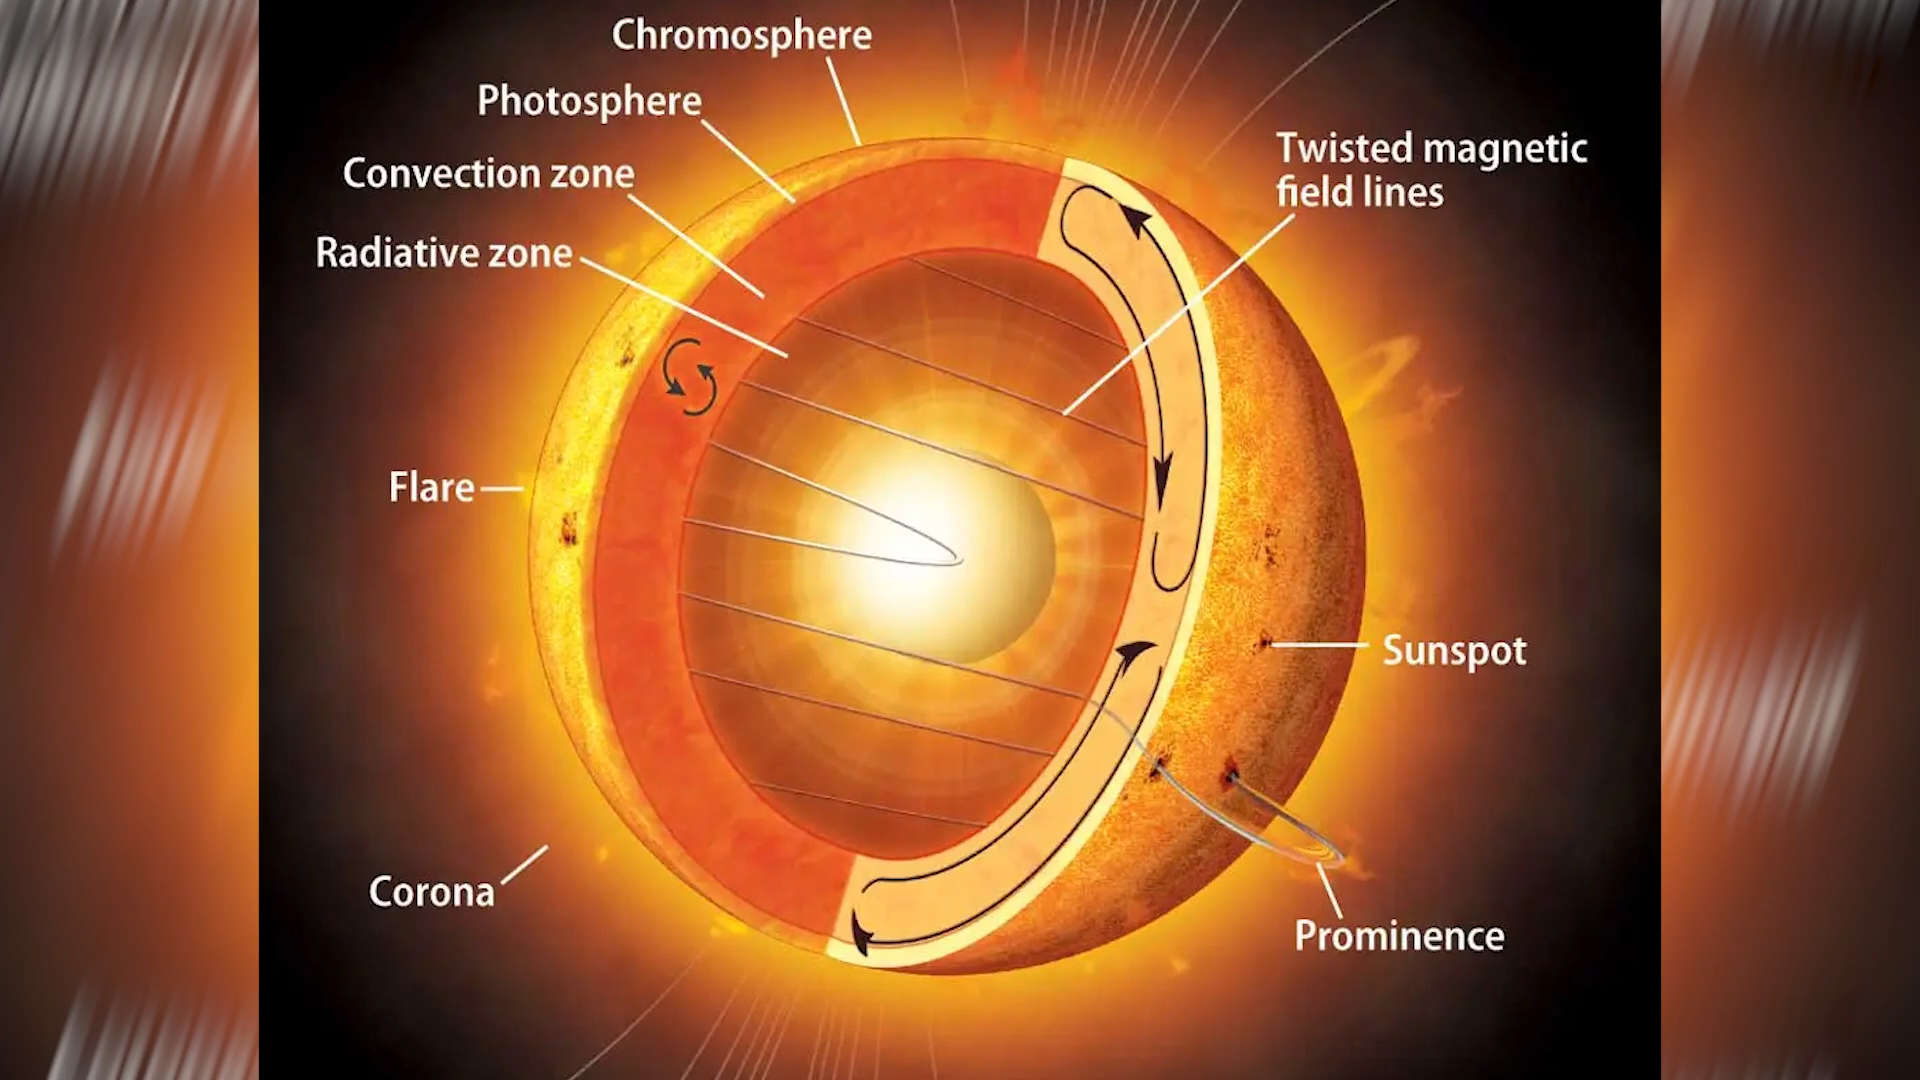 Chromosphere
Photosphere
Convection zone
Radiative zone
Twisted magnetic
field lines
Flare
Sunspot
Corona
Prominence